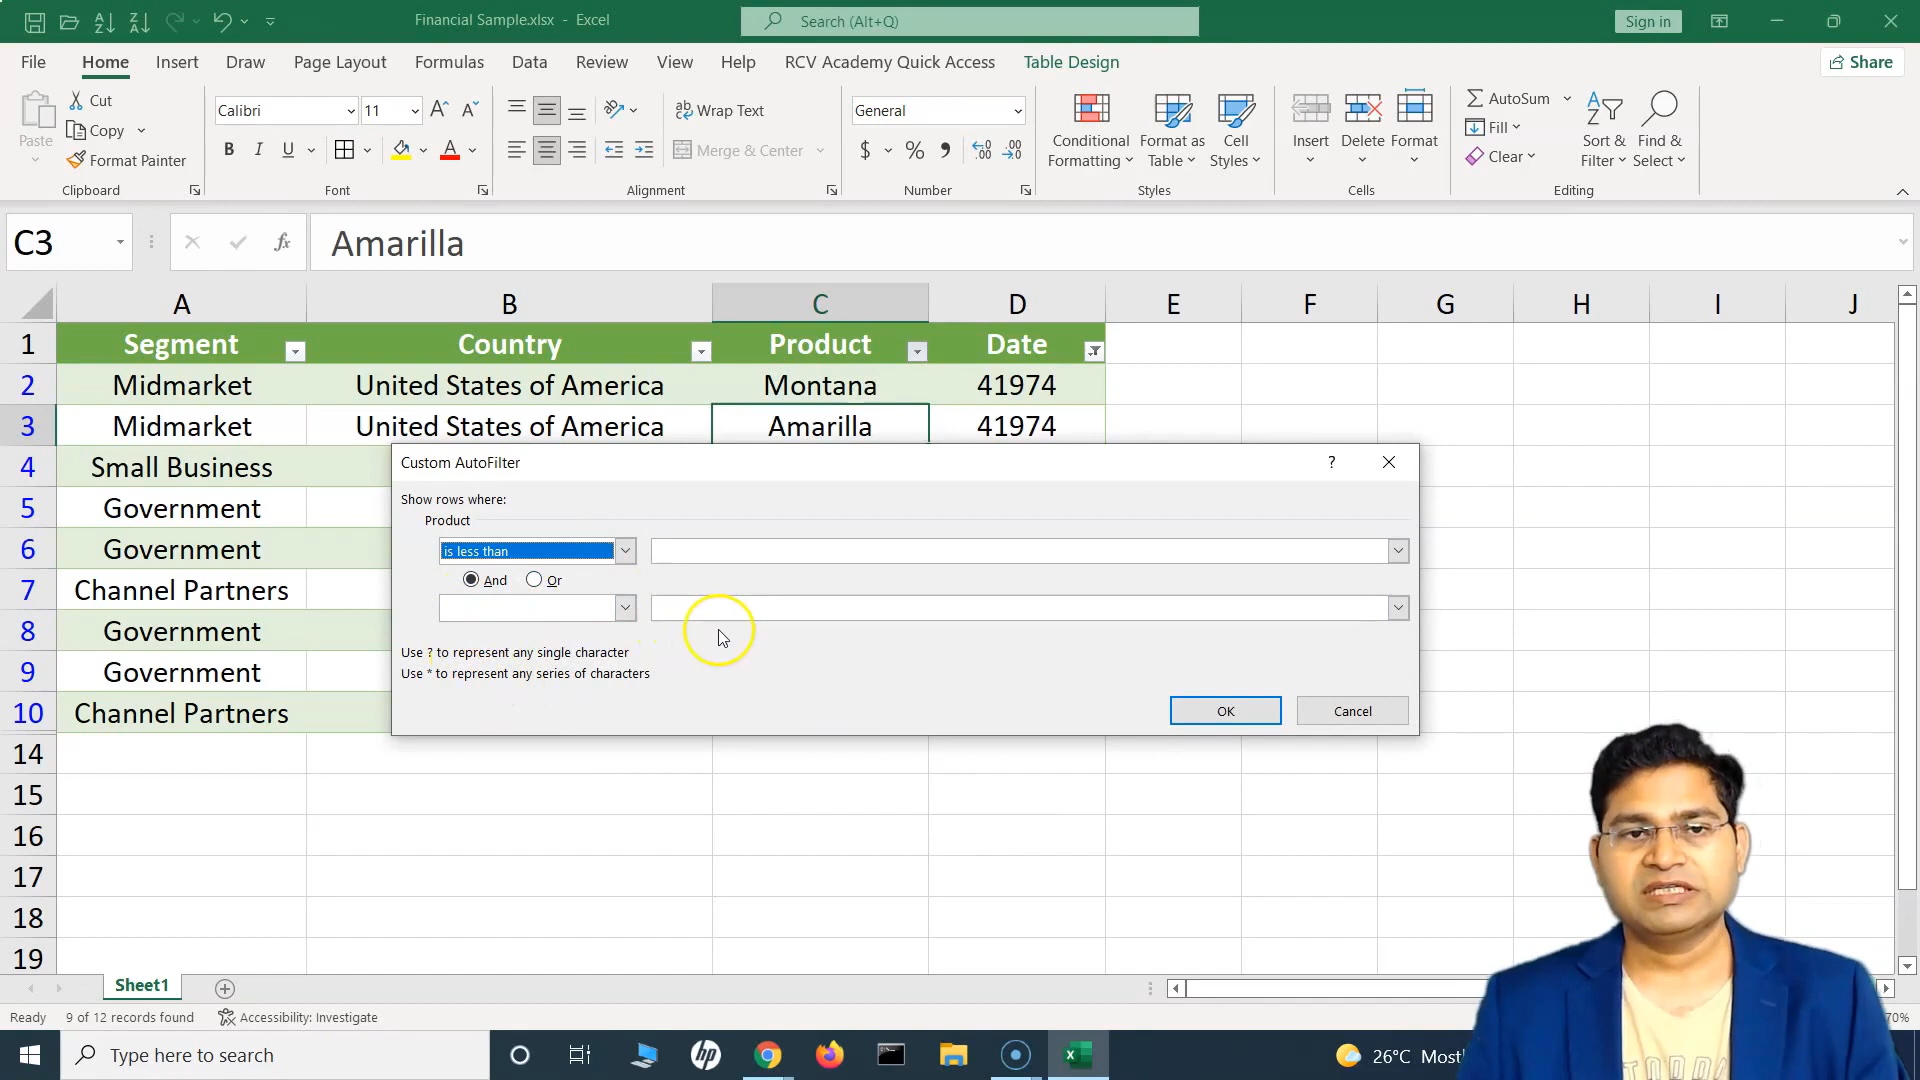 Financial Sample.xlsx - Excel
Search (Alt+Q)
Sign in
File Home Insert Draw Page Layout Formulas Data Review View Help RCV Academy Quick Access Table Design Share
Paste
Cut
Copy
Format Painter
Clipboard
Calibri 11
B I U
Font
Wrap Text
Merge & Center
Alignment
General
$ % ,
Number
Conditional Formatting
Format as Table
Cell Styles
Styles
Insert Delete Format
Cells
AutoSum
Fill
Clear
Sort & Filter
Find & Select
Editing
C3 fx Amarilla
A B C D E F G H I J
1 Segment Country Product Date
2 Midmarket United States of America Montana 41974
3 Midmarket United States of America Amarilla 41974
4 Small Business
5 Government
6 Government
7 Channel Partners
8 Government
9 Government
10 Channel Partners
14
15
16
17
18
19
Custom AutoFilter ?
Show rows where:
Product
is less than
And Or
Use ? to represent any single character
Use * to represent any series of characters
OK Cancel
Sheet1
Ready 9 of 12 records found Accessibility: Investigate
70%
Type here to search
hp
26°C Mostl